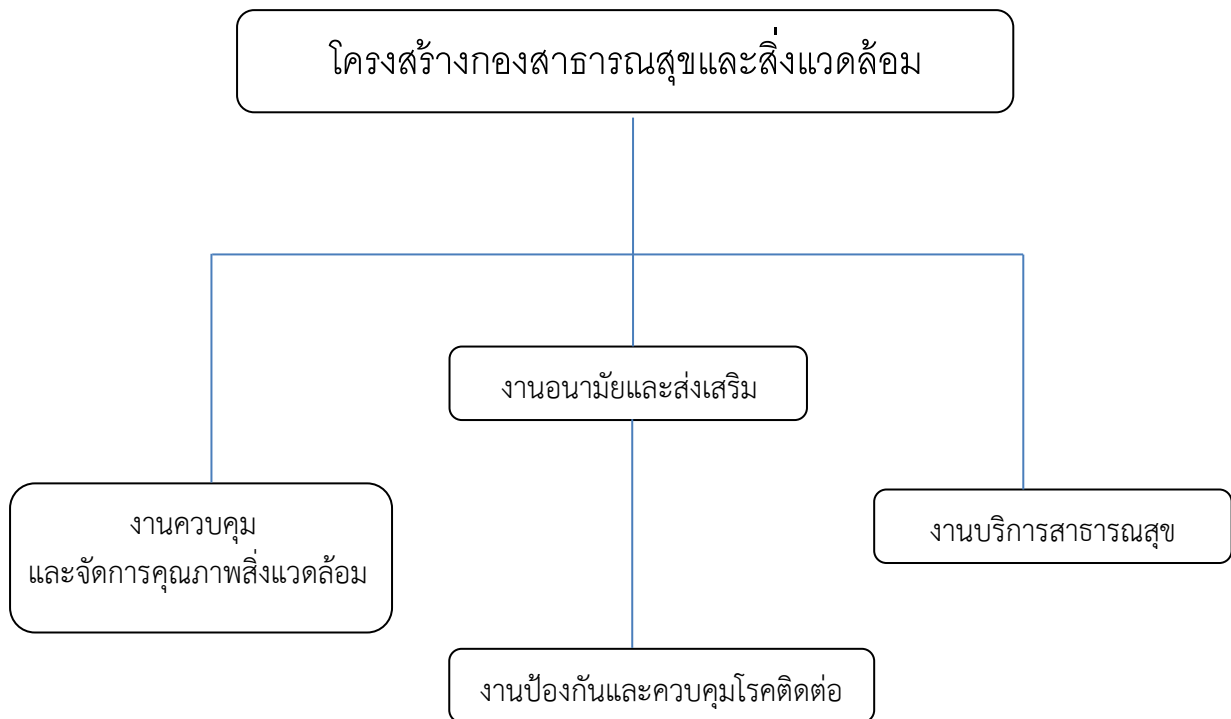 โครงสร้างกองสาธารณสุขและสิ่งแวดล้อม
งานอนามัยและส่งเสริม
งานควบคุม
และจัดการคุณภาพสิ่งแวดล้อม
งานบริการสาธารณสุข
งานป้องกันและควบคุมโรคติดต่อ